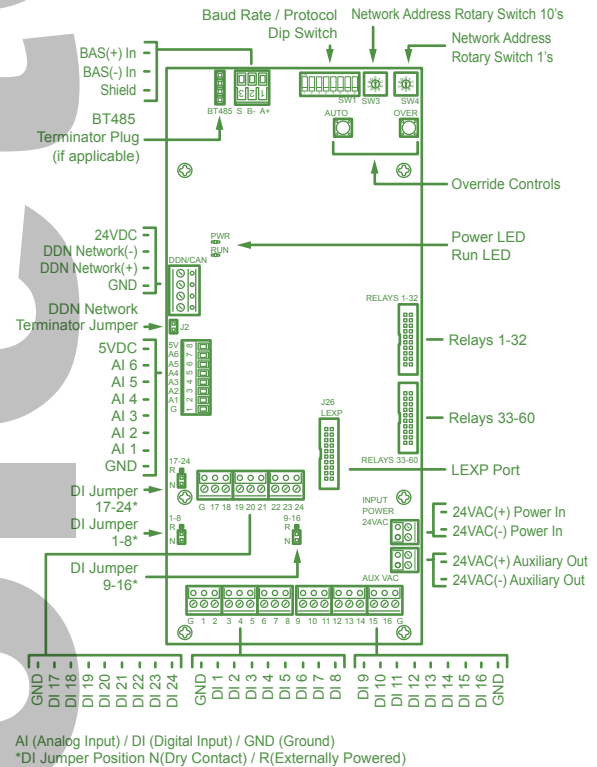 Baud Rate / Protocol
Dip Switch
Network Address Rotary Switch 10's
Network Address
Rotary Switch 1's
BAS(+) In
BAS(-) In
Shield
BT485
Terminator Plug
(if applicable)
BT485
3 2 1
S B- A+
SW1
SW3
SW4
AUTO
OVER
Override Controls
24VDC
DDN Network(-)
DDN Network(+)
GND
PWR
RUN
Power LED
Run LED
DDN/CAN
DDN Network
Terminator Jumper
J2
RELAYS 1-32
Relays 1-32
5VDC
AI 6
AI 5
AI 4
AI 3
AI 2
AI 1
GND
5V 8
A6 7
A5 6
A4 5
A3 4
A2 3
A1 2
G 1
J26
LEXP
Relays 33-60
RELAYS 33-60
LEXP Port
DI Jumper
17-24*
17-24
R
N
G 17 18 19 20 21 22 23 24
DI Jumper
1-8*
1-8
R
N
9-16
R
N
DI Jumper
9-16*
INPUT
POWER
24VAC
24VAC(+) Power In
24VAC(-) Power In
24VAC(+) Auxiliary Out
24VAC(-) Auxiliary Out
AUX VAC
G 1 2 3 4 5 6 7 8 9 10 11 12 13 14 15 16 G
GND
DI 17
DI 18
DI 19
DI 20
DI 21
DI 22
DI 23
DI 24
GND
DI 1
DI 2
DI 3
DI 4
DI 5
DI 6
DI 7
DI 8
DI 9
DI 10
DI 11
DI 12
DI 13
DI 14
DI 15
DI 16
GND
AI (Analog Input) / DI (Digital Input) / GND (Ground)
*DI Jumper Position N(Dry Contact) / R(Externally Powered)